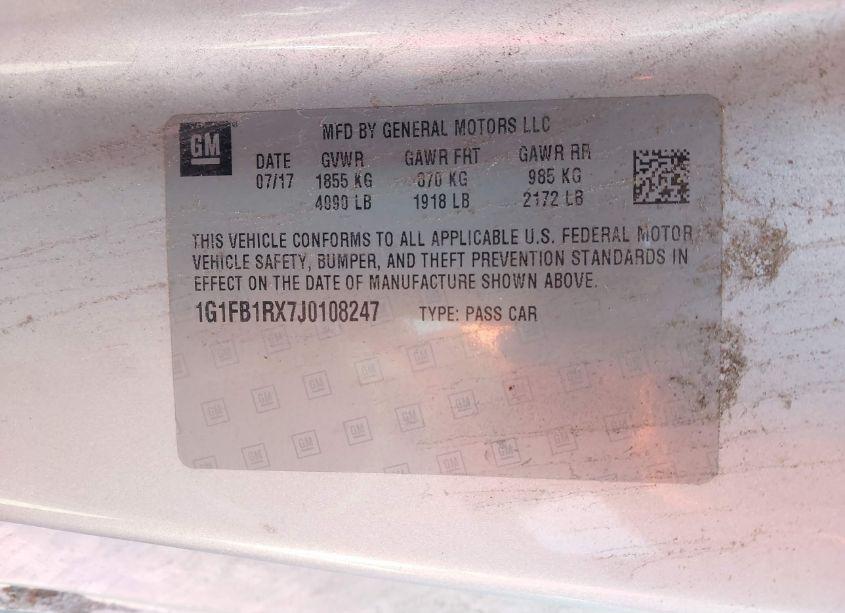 GM
MFD BY GENERAL MOTORS LLC
DATE GVWR GAWR FRT GAWR RR
07/17 1855 KG 870 KG 985 KG
4090 LB 1918 LB 2172 LB
THIS VEHICLE CONFORMS TO ALL APPLICABLE U.S. FEDERAL MOTOR
VEHICLE SAFETY, BUMPER, AND THEFT PREVENTION STANDARDS IN
EFFECT ON THE DATE OF MANUFACTURE SHOWN ABOVE.
1G1FB1RX7J0108247 TYPE: PASS CAR